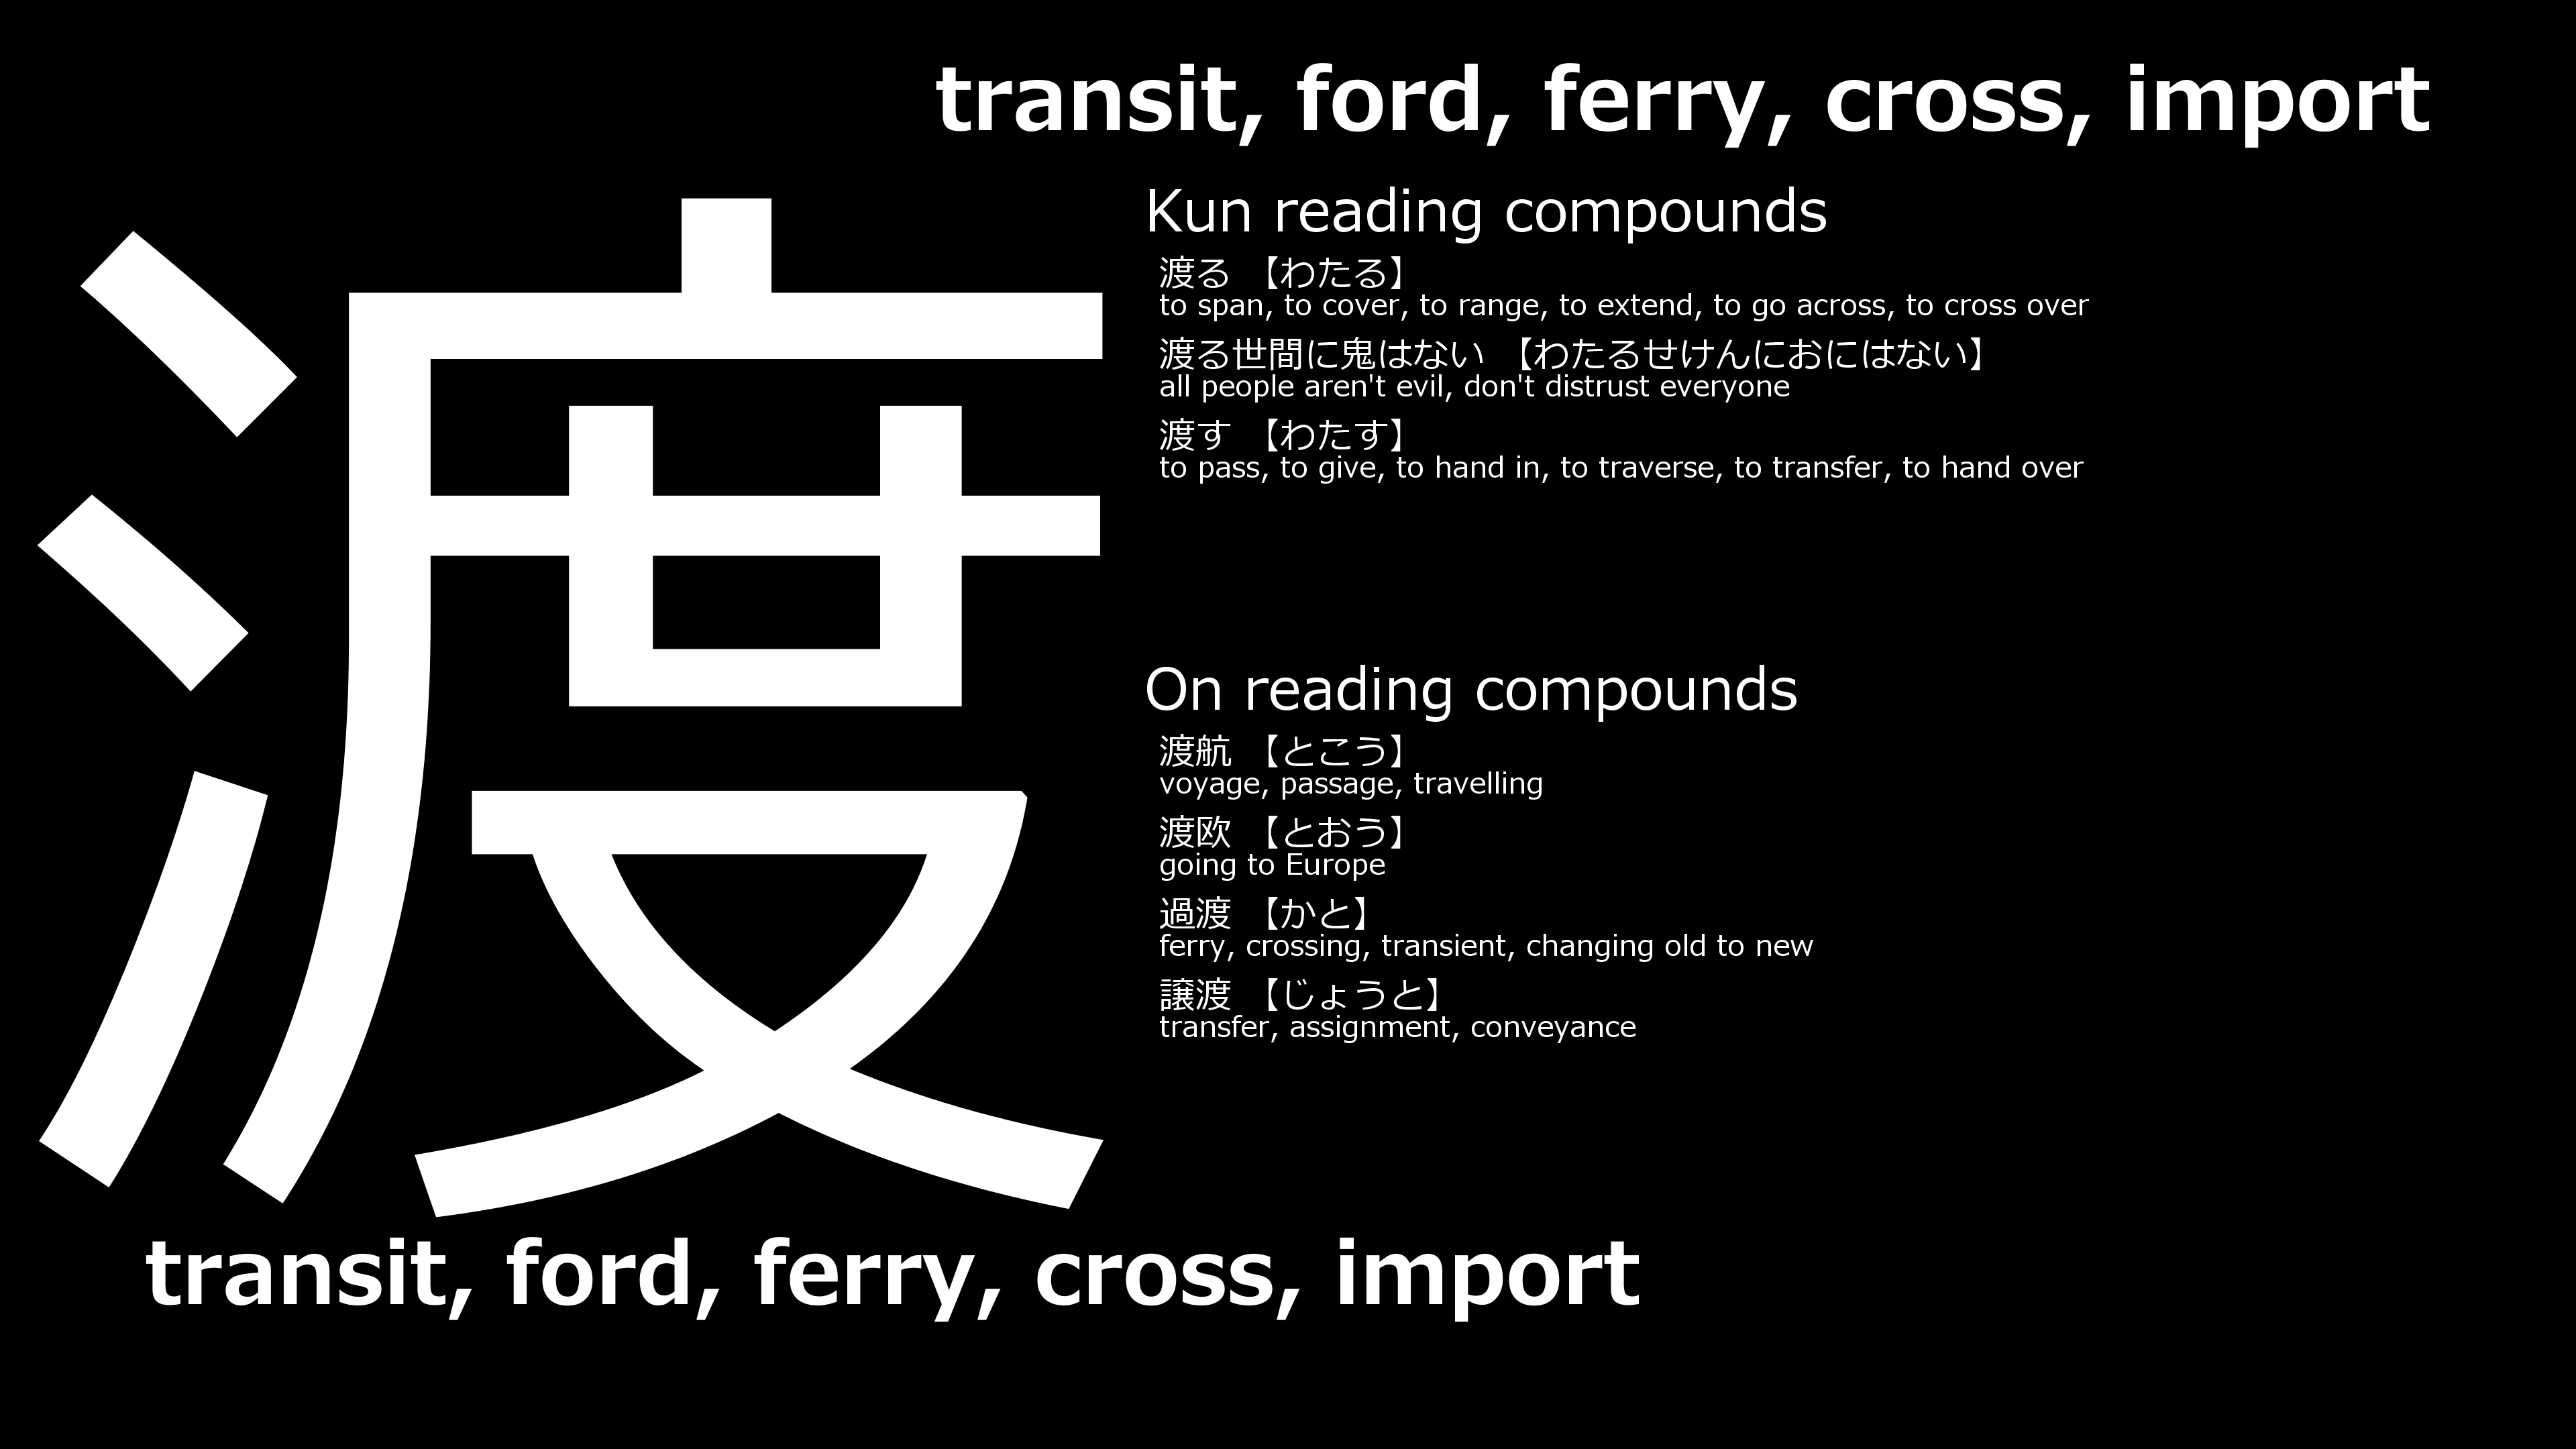 transit, ford, ferry, cross, import
渡
Kun reading compounds
渡る 【わたる】
to span, to cover, to range, to extend, to go across, to cross over
渡る世間に鬼はない 【わたるせけんにおにはない】
all people aren't evil, don't distrust everyone
渡す 【わたす】
to pass, to give, to hand in, to traverse, to transfer, to hand over
On reading compounds
渡航 【とこう】
voyage, passage, travelling
渡欧 【とおう】
going to Europe
過渡 【かと】
ferry, crossing, transient, changing old to new
譲渡 【じょうと】
transfer, assignment, conveyance
transit, ford, ferry, cross, import